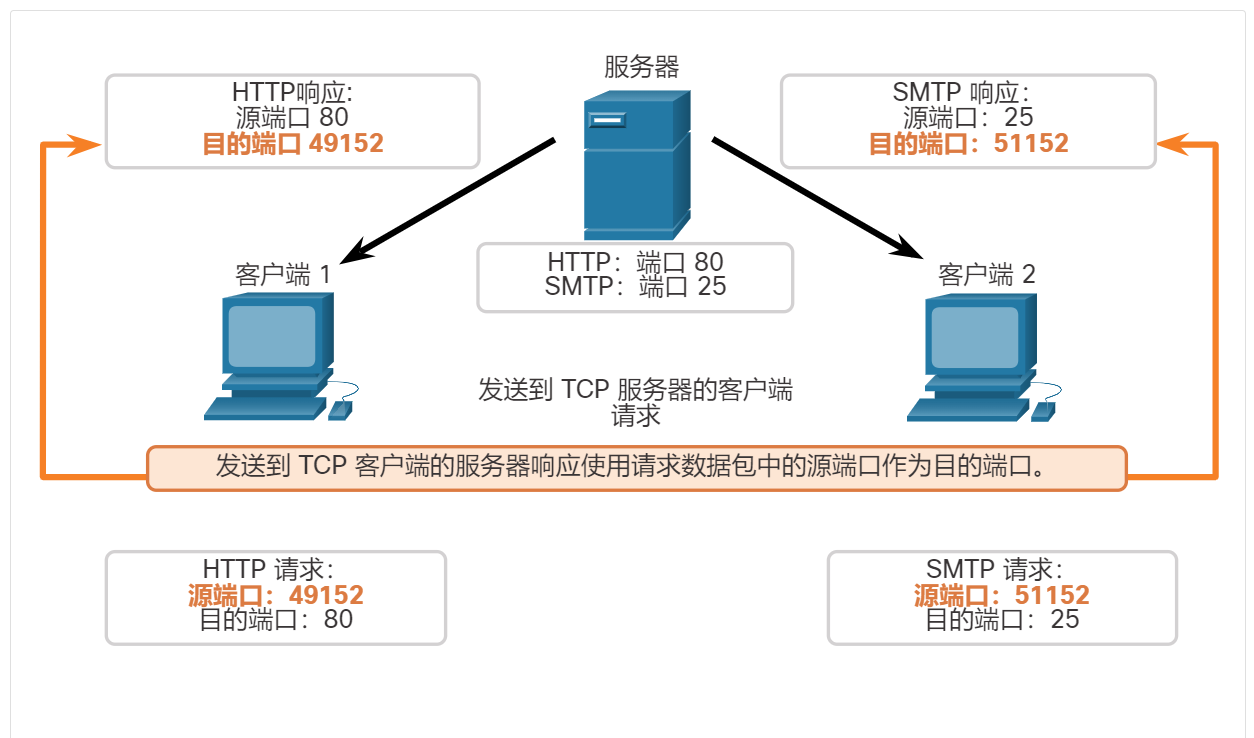 服务器
HTTP响应:
源端口 80
目的端口 49152
SMTP 响应：
源端口：25
目的端口：51152
HTTP：端口 80
SMTP：端口 25
客户端 1
客户端 2
发送到 TCP 服务器的客户端
请求
发送到 TCP 客户端的服务器响应使用请求数据包中的源端口作为目的端口。
HTTP 请求：
源端口：49152
目的端口：80
SMTP 请求：
源端口：51152
目的端口：25